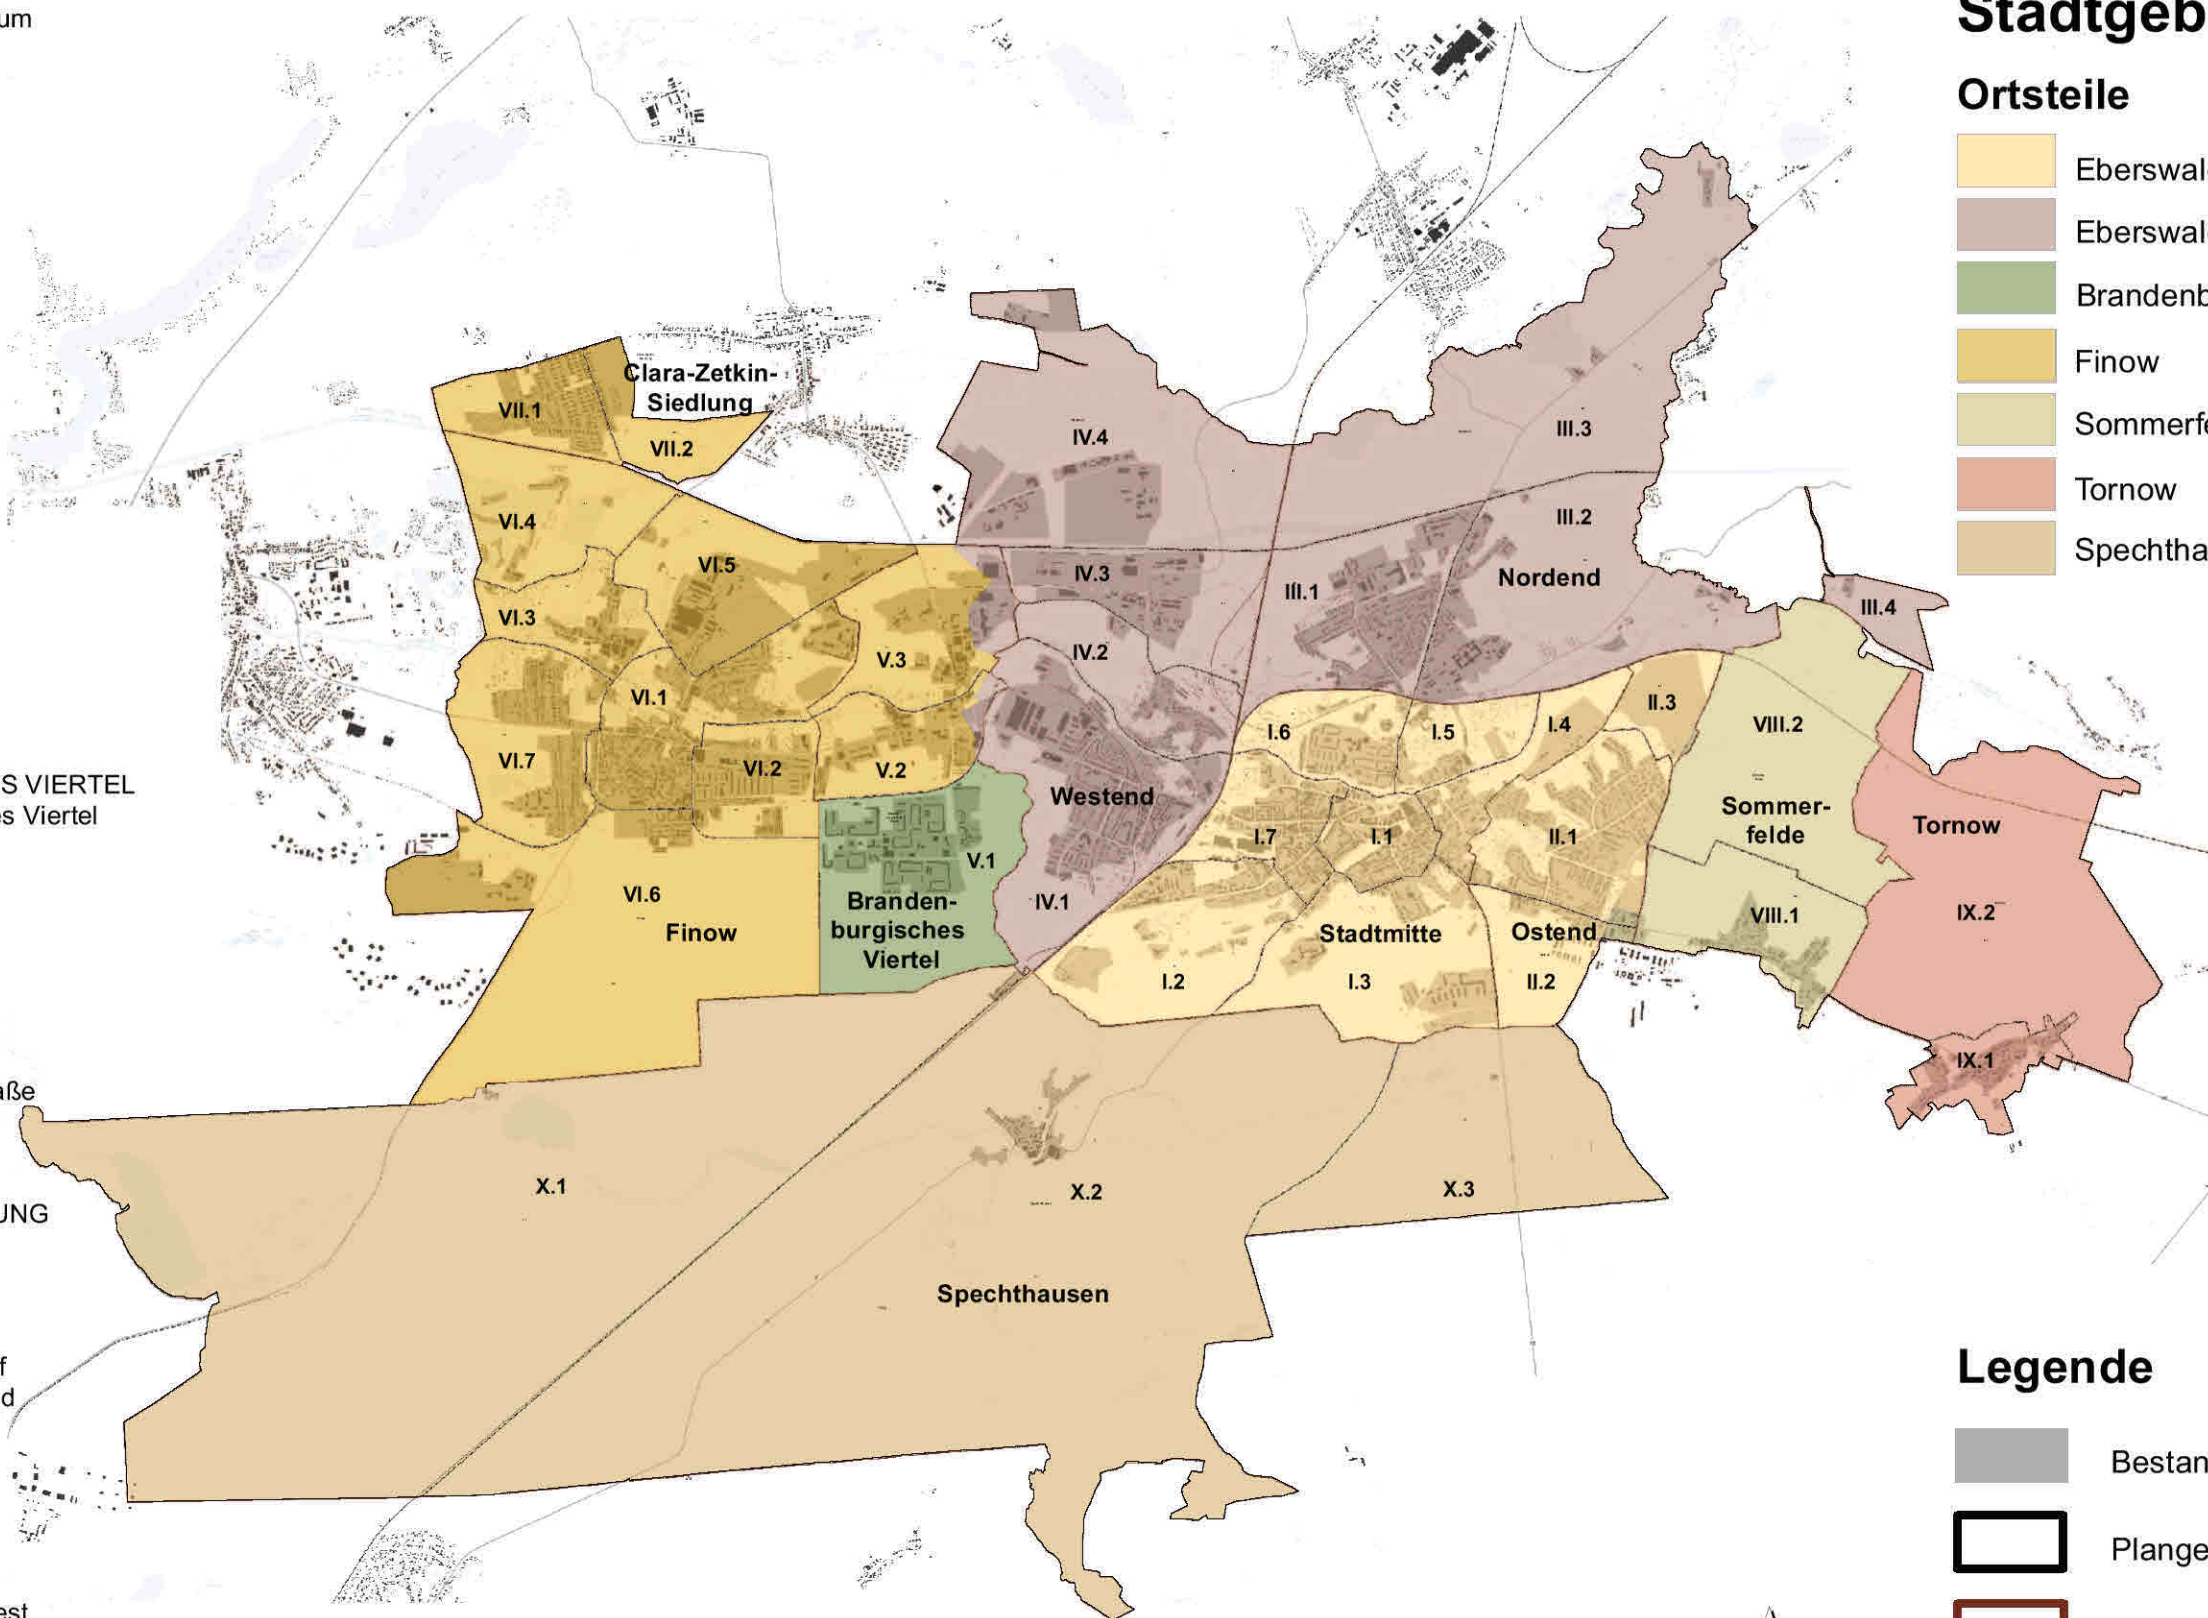 um
S VIERTEL
es Viertel
aße
UNG
f
d
est
Clara-Zetkin-
Siedlung
VII.1
VII.2
VI.4
VI.5
VI.3
VI.1
VI.7
VI.2
V.3
V.2
VI.6
Finow
V.1
Branden-
burgisches
Viertel
IV.4
IV.3
IV.2
Westend
IV.1
III.3
III.2
III.1
Nordend
III.4
I.6
I.5
I.4
II.3
I.7
I.1
II.1
Stadtmitte
Ostend
I.2
I.3
II.2
VIII.2
Sommer-
felde
VIII.1
Tornow
IX.2
IX.1
X.1
X.2
X.3
Spechthausen
Stadtgeb
Ortsteile
Eberswal
Eberswal
Brandenb
Finow
Sommerfe
Tornow
Spechtha
Legende
Bestan
Plange